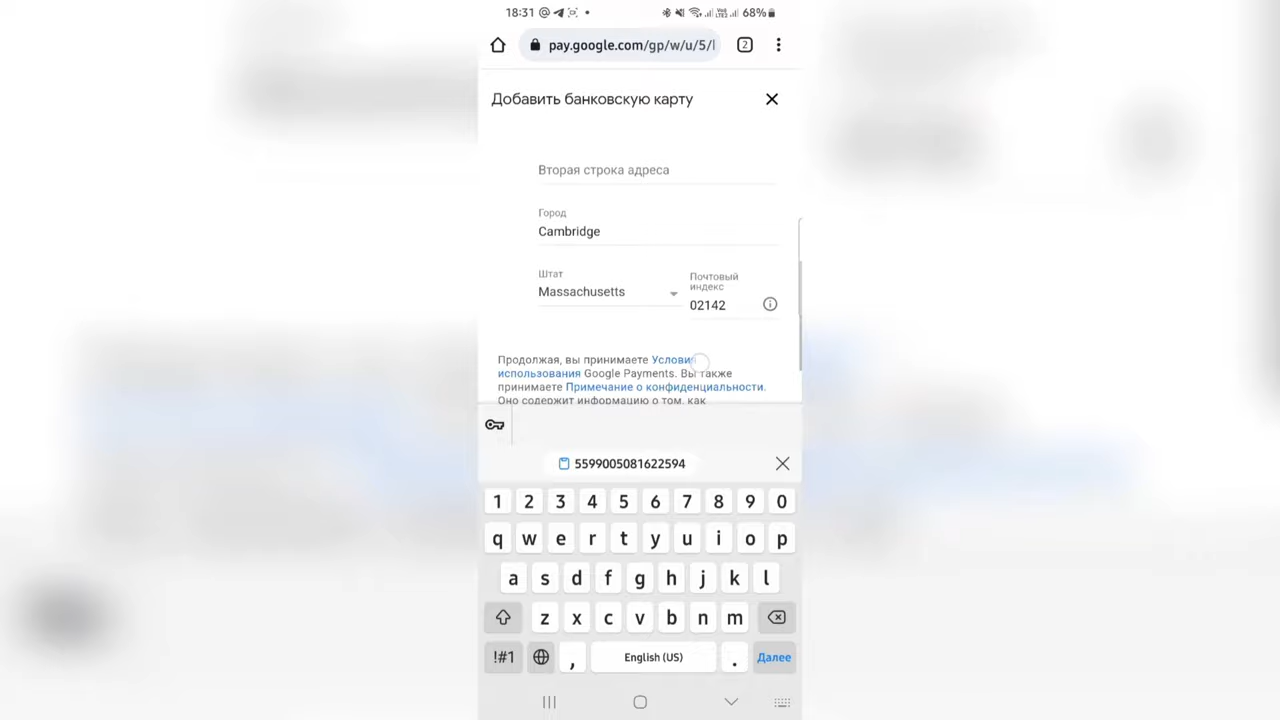 18:31 @ 68%
pay.google.com/gp/w/u/5/ 2
Добавить банковскую карту
Вторая строка адреса
Город
Cambridge
Штат
Massachusetts
Почтовый
индекс
02142
Продолжая, вы принимаете Условия
использования Google Payments. Вы также
принимаете Примечание о конфиденциальности.
Оно содержит информацию о том, как
5599005081622594
1 2 3 4 5 6 7 8 9 0
q w e r t y u i o p
a s d f g h j k l
z x c v b n m
!#1 , English (US) . Далее